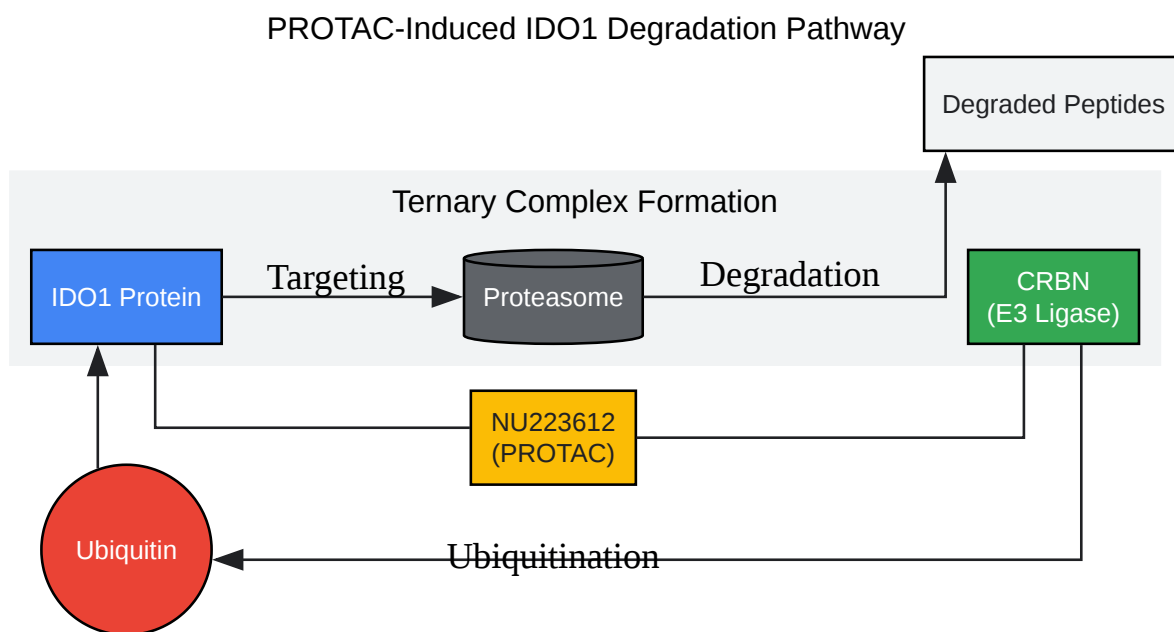 PROTAC-Induced IDO1 Degradation Pathway
Degraded Peptides
Ternary Complex Formation
IDO1 Protein
Targeting
Proteasome
Degradation
CRBN
(E3 Ligase)
NU223612
(PROTAC)
Ubiquitin
Ubiquitination